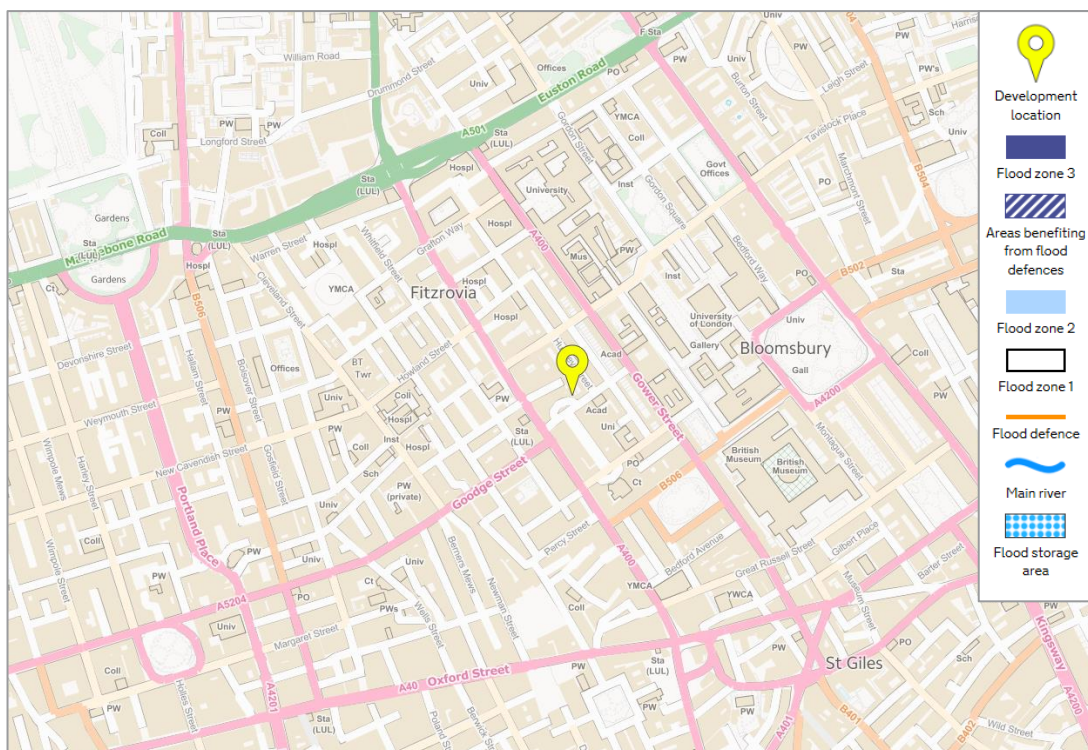 PW
Univ
PW
B504
F Sta
PW
Harris
William Road
Offices
PO
Univ
PW's
Leigh Street
Burton Street
Drummond Street
Univ
Euston Road
YMCA
Coll
Gordon Street
Tavistock Place
Sch
Univ
Coll
PW
Longford Street
Sta
(LUL)
A501
Hospl
Sta
(LUL)
University
Inst
Govt
Offices
PO
Marchmont Street
B504
Gordon Square
Gardens
Sta
(LUL)
Marylebone Road
Sta
(LUL)
Warren Street
Whitfield Street
Grafton Way
Hospl
A400
PW
Mus
Bedford Way
PO
B502
Sta
Gardens
Hospl
Ct
B506
Cleveland Street
YMCA
Fitzrovia
Inst
University
of London
Gallery
Univ
Bloomsbury
Gall
Coll
Hospl
Devonshire Street
Hallam Street
Bolsover Street
Offices
BT
Twr
Howland Street
Acad
Gower Street
A4200
Weymouth Street
PW
Coll
Hospl
PW
Acad
Uni
Montague Street
Wimpole Mews
Harley Street
New Cavendish Street
Gosfield Street
Coll
Inst
Hospl
Sch
Sta
(LUL)
Goodge Street
PO
Ct
British
Museum
British
Museum
B506
PW
(private)
Portland Place
Wimpole Street
Coll
PW
Univ
Berners Mews
Newman Street
Percy Street
A400
Bedford Avenue
Great Russell Street
Gilbert Place
Museum Street
Barter Street
PW
Ct
PWs
Wells Street
YMCA
Coll
A5204
Univ
Margaret Street
PO
St Giles
Coll
Holles Street
A4201
A40
Oxford Street
PW
Sta
(LUL)
Sch
PW
Kingsway
Sta
(LUL)
Poland Street
Berwick Street
A401
B401
B402
Wild Street
A4200
Development
location
Flood zone 3
Areas benefiting
from flood
defences
Flood zone 2
Flood zone 1
Flood defence
Main river
Flood storage
area